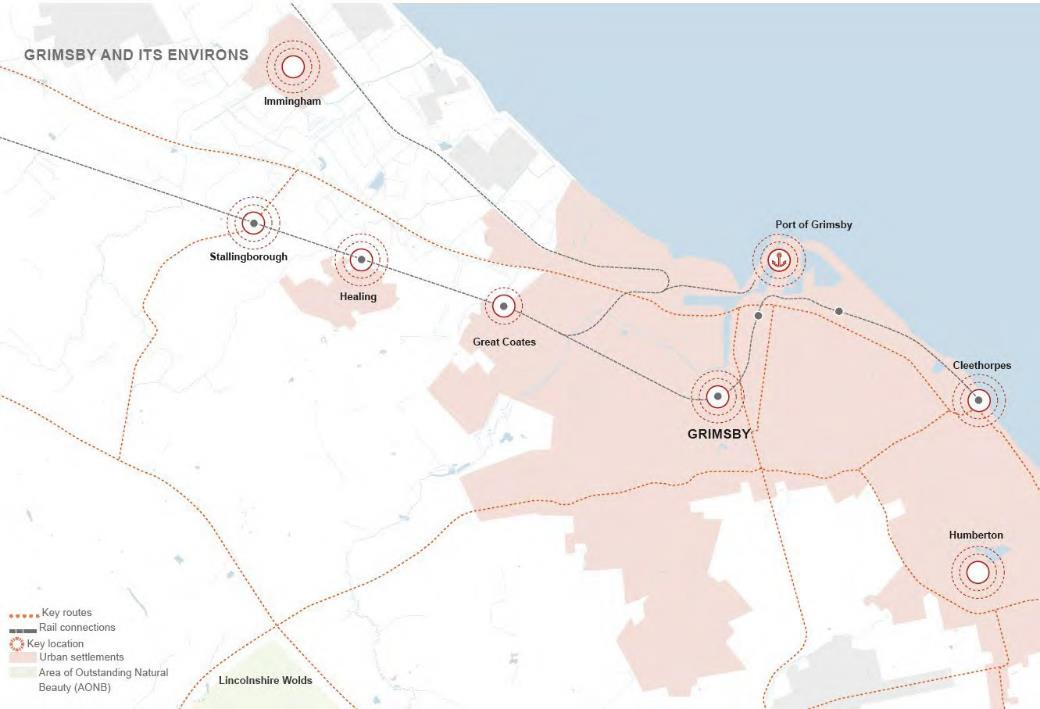 GRIMSBY AND ITS ENVIRONS
Immingham
Port of Grimsby
Stallingborough
Healing
Great Coates
Cleethorpes
GRIMSBY
Humberton
Key routes
Rail connections
Key location
Urban settlements
Area of Outstanding Natural
Beauty (AONB)
Lincolnshire Wolds